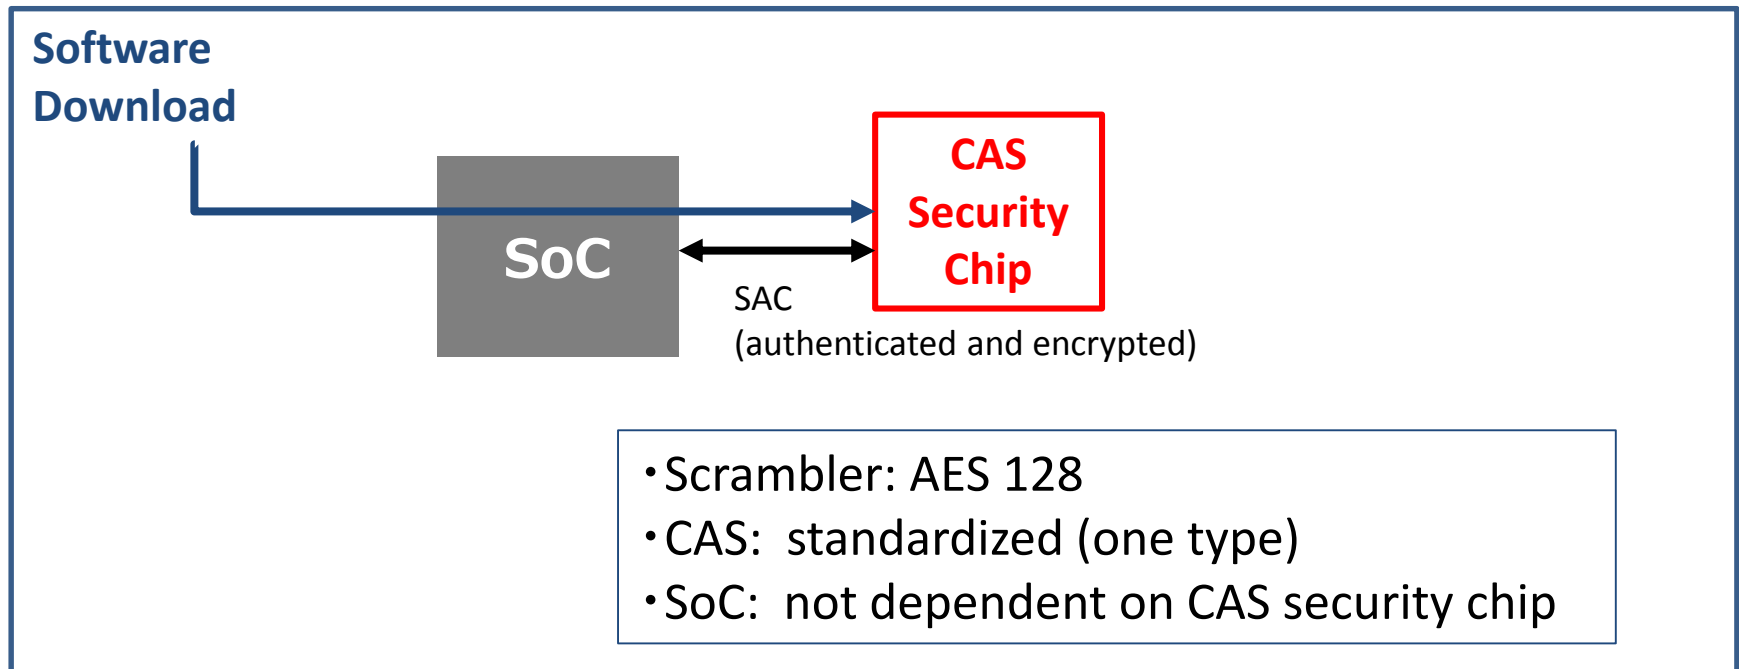 Software
Download
CAS
Security
Chip
SoC
SAC
(authenticated and encrypted)
・Scrambler: AES 128
・CAS:  standardized (one type)
・SoC:  not dependent on CAS security chip